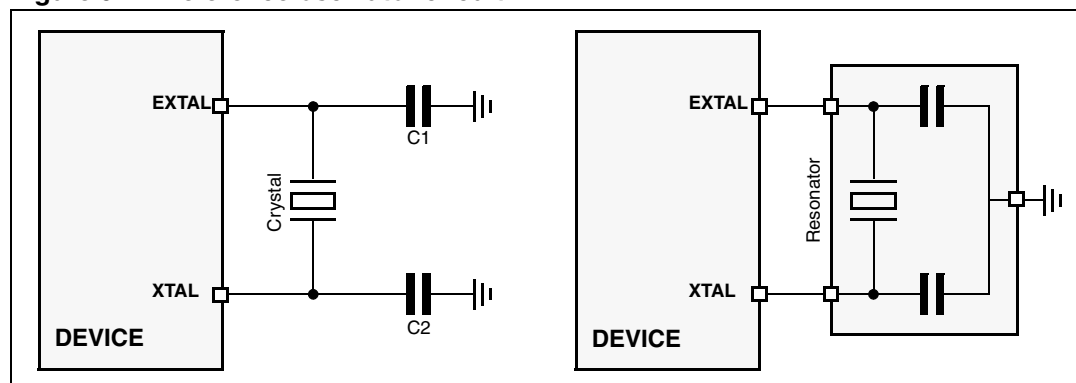 EXTAL
C1
Crystal
XTAL
C2
DEVICE
EXTAL
Resonator
XTAL
DEVICE